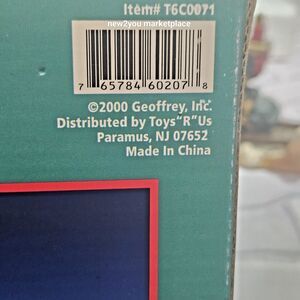 Item# T6C0071
new2you marketplace
7 65784 60207 8
©2000 Geoffrey, Inc.
Distributed by Toys“R”Us
Paramus, NJ 07652
Made In China